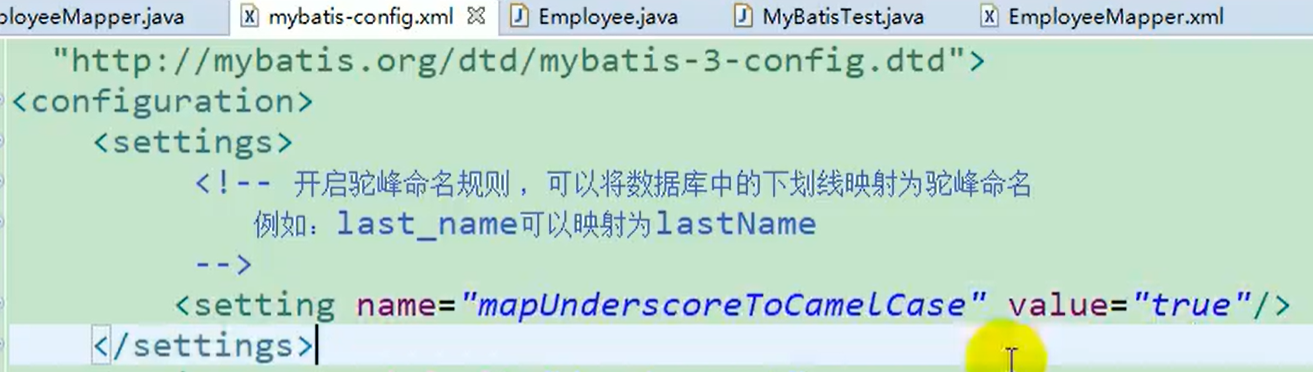 ployeeMapper.java mybatis-config.xml Employee.java MyBatisTest.java EmployeeMapper.xml
"http://mybatis.org/dtd/mybatis-3-config.dtd">
<configuration>
<settings>
<!-- 开启驼峰命名规则，可以将数据库中的下划线映射为驼峰命名
例如：last_name可以映射为lastName
-->
<setting name="mapUnderscoreToCamelCase" value="true"/>
</settings>